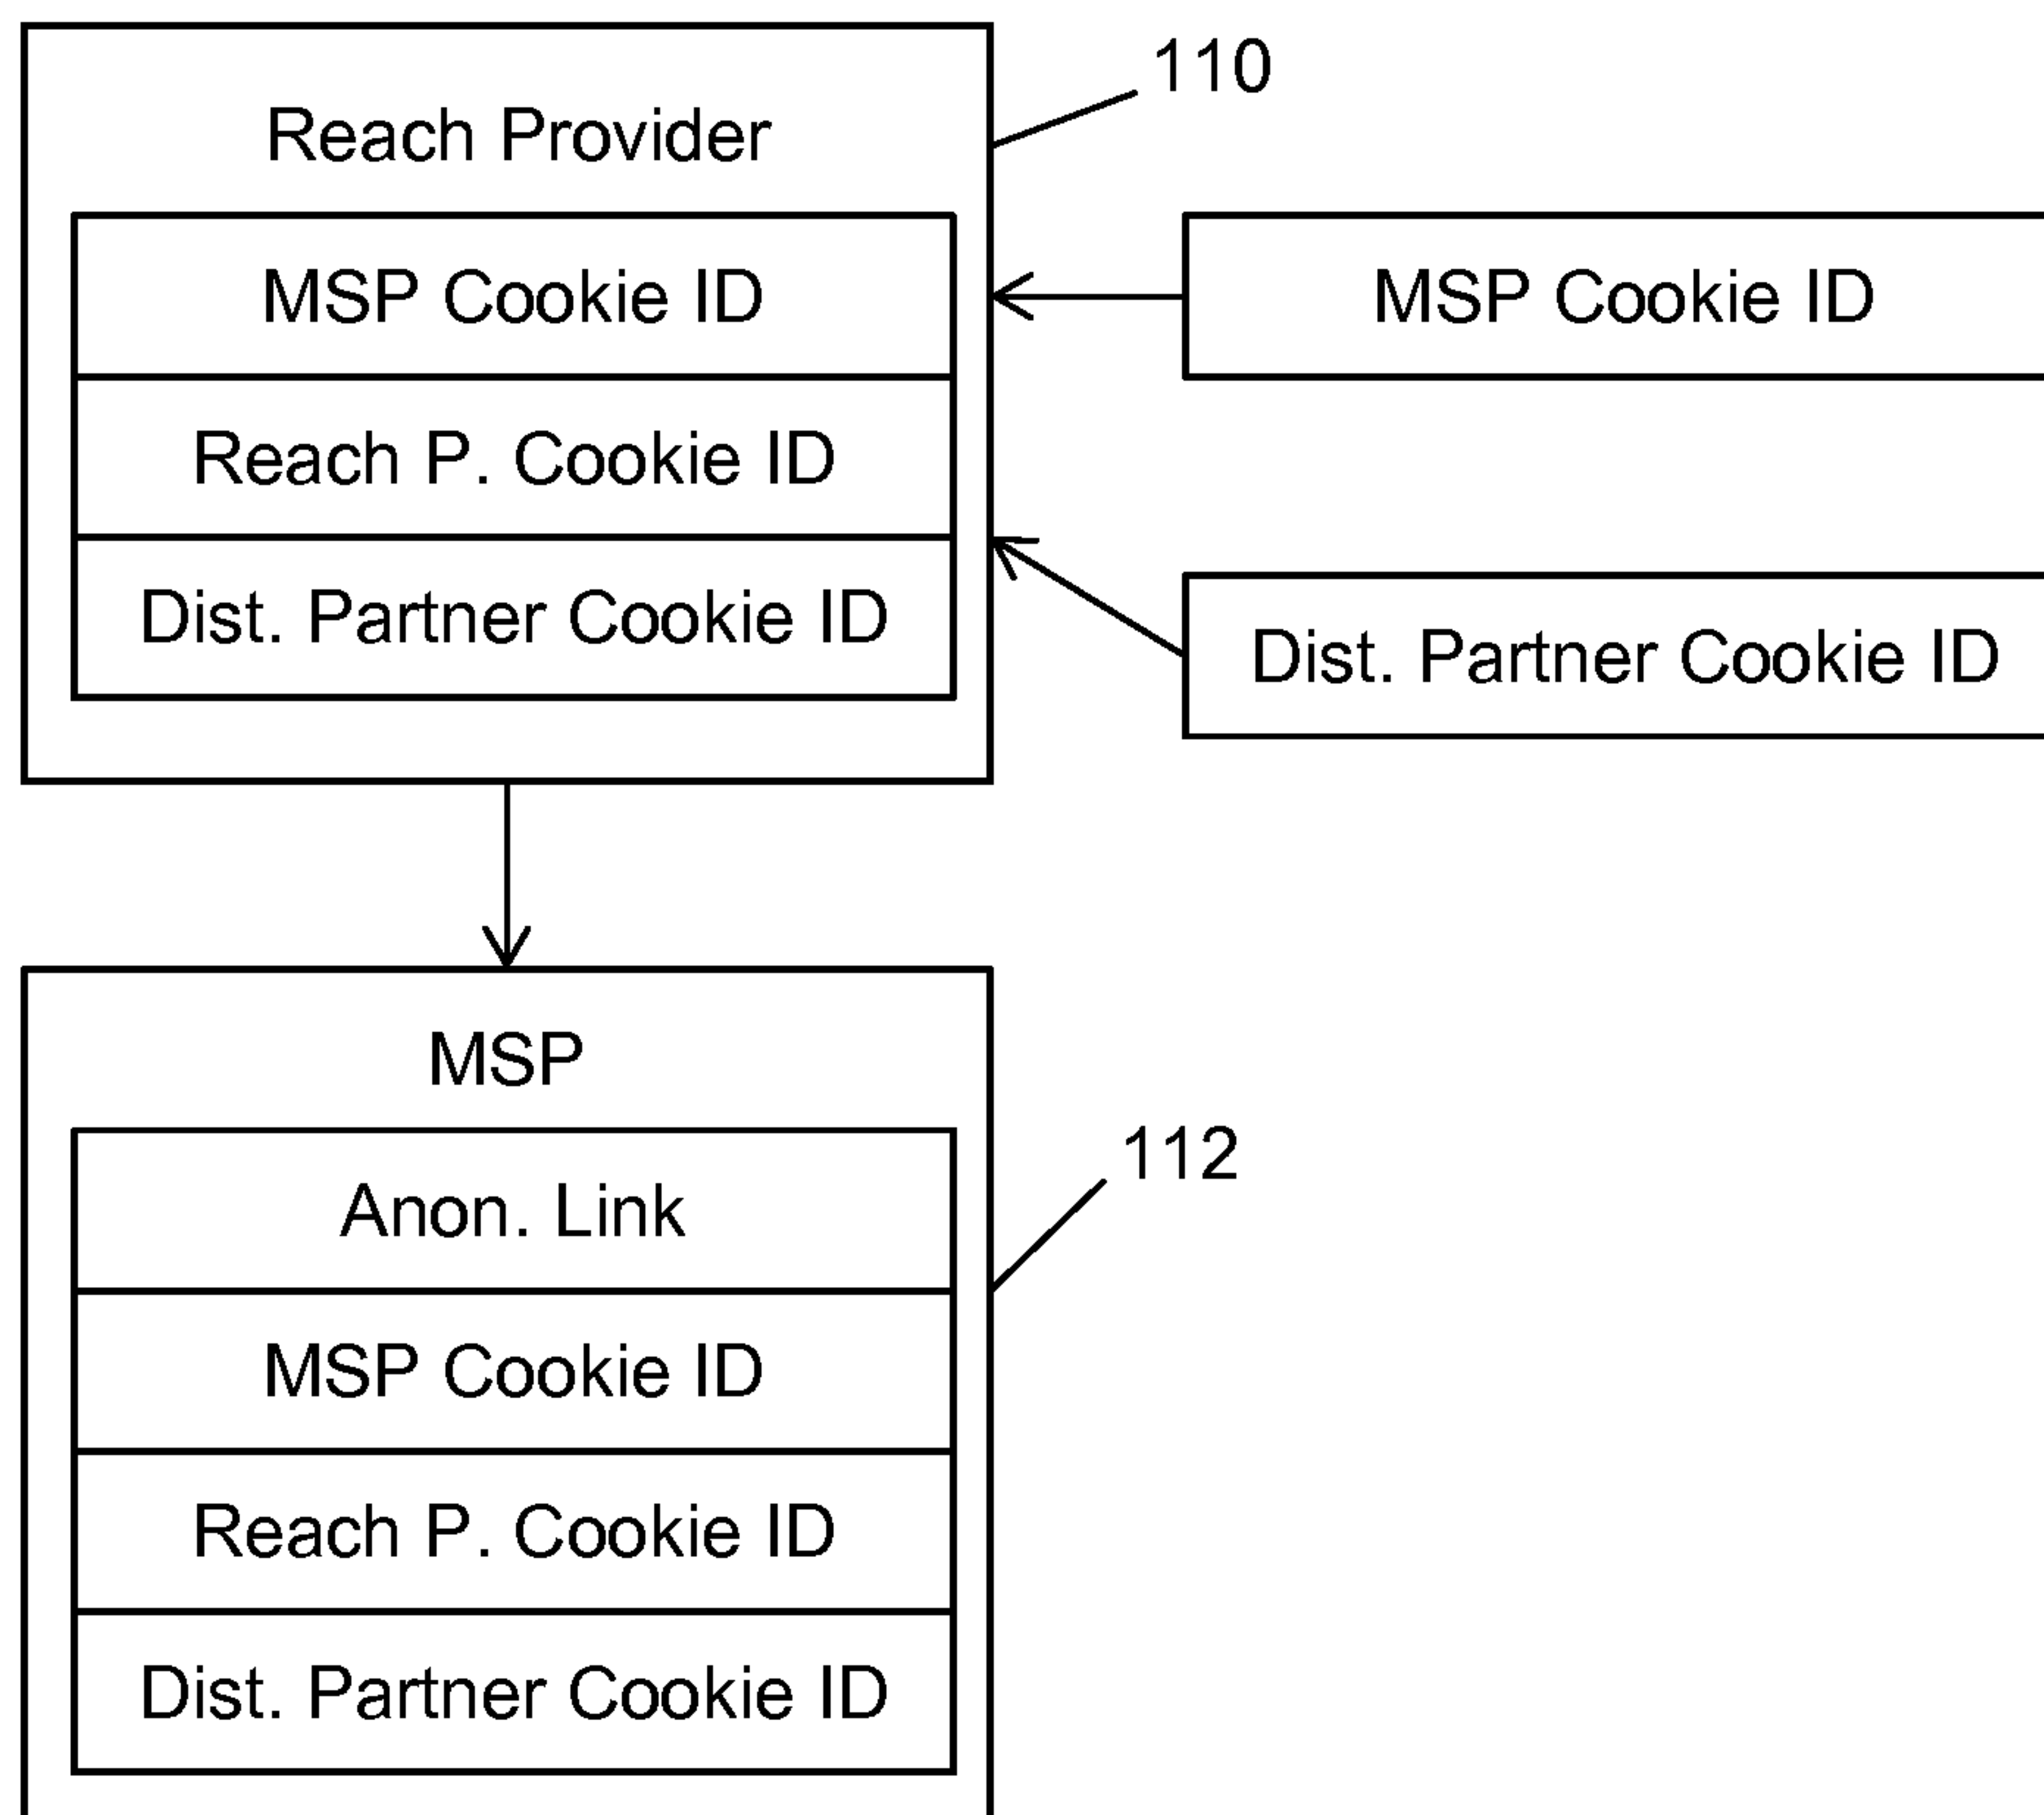 110
Reach Provider
MSP Cookie ID
Reach P. Cookie ID
Dist. Partner Cookie ID
MSP Cookie ID
Dist. Partner Cookie ID
MSP
112
Anon. Link
MSP Cookie ID
Reach P. Cookie ID
Dist. Partner Cookie ID